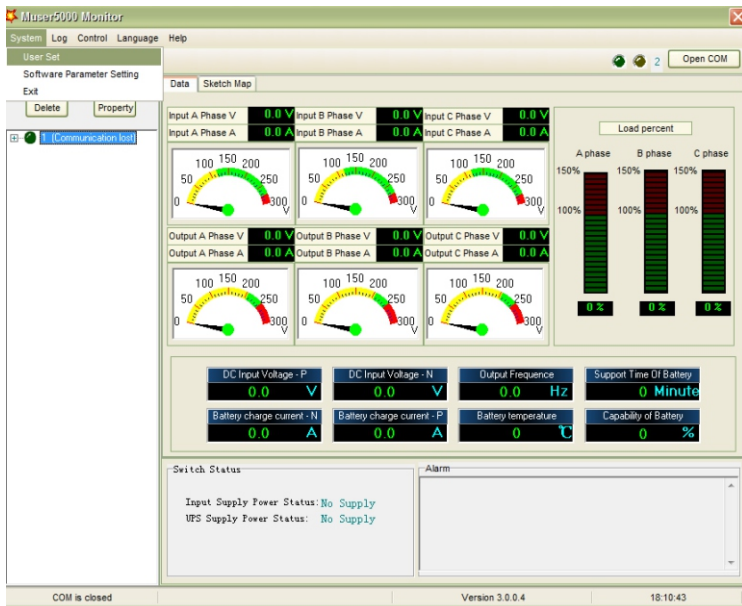 Muser5000 Monitor
System Log Control Language Help
User Set
Software Parameter Setting
Exit
2 Open COM
Delete Property
Data Sketch Map
1 (Communication lost)
Input A Phase V 0.0 V Input B Phase V 0.0 V Input C Phase V 0.0 V
Input A Phase A 0.0 A Input B Phase A 0.0 A Input C Phase A 0.0 A
0 50 100 150 200 250 300 V
0 50 100 150 200 250 300 V
0 50 100 150 200 250 300 V
Output A Phase V 0.0 V Output B Phase V 0.0 V Output C Phase V 0.0 V
Output A Phase A 0.0 A Output B Phase A 0.0 A Output C Phase A 0.0 A
0 50 100 150 200 250 300 V
0 50 100 150 200 250 300 V
0 50 100 150 200 250 300 V
Load percent
A phase B phase C phase
150% 150% 150%
100% 100% 100%
0 % 0 % 0 %
DC Input Voltage - P DC Input Voltage - N Output Frequence Support Time Of Battery
0.0 V 0.0 V 0.0 Hz 0 Minute
Battery charge current - N Battery charge current - P Battery temperature Capability of Battery
0.0 A 0.0 A 0 ℃ 0 %
Switch Status
Input Supply Power Status: No Supply
UPS Supply Power Status: No Supply
Alarm
COM is closed Version 3.0.0.4 18:10:43